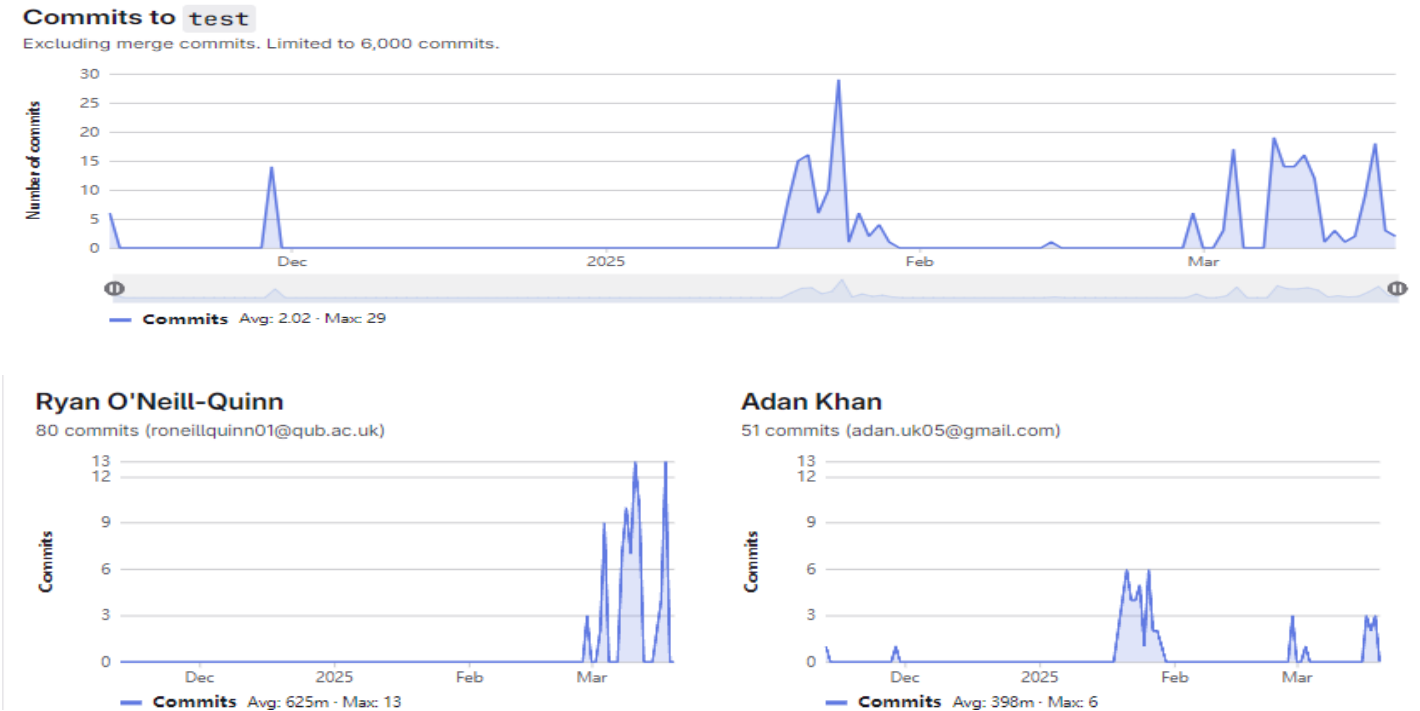 Commits to test
Excluding merge commits. Limited to 6,000 commits.
Number of commits
30
25
20
15
10
5
0
Dec 2025 Feb Mar
Commits Avg: 2.02 · Max: 29
Ryan O'Neill-Quinn
80 commits (roneillquinn01@qub.ac.uk)
Commits
13
12
9
6
3
0
Dec 2025 Feb Mar
Commits Avg: 625m · Max: 13
Adan Khan
51 commits (adan.uk05@gmail.com)
Commits
13
12
9
6
3
0
Dec 2025 Feb Mar
Commits Avg: 398m · Max: 6